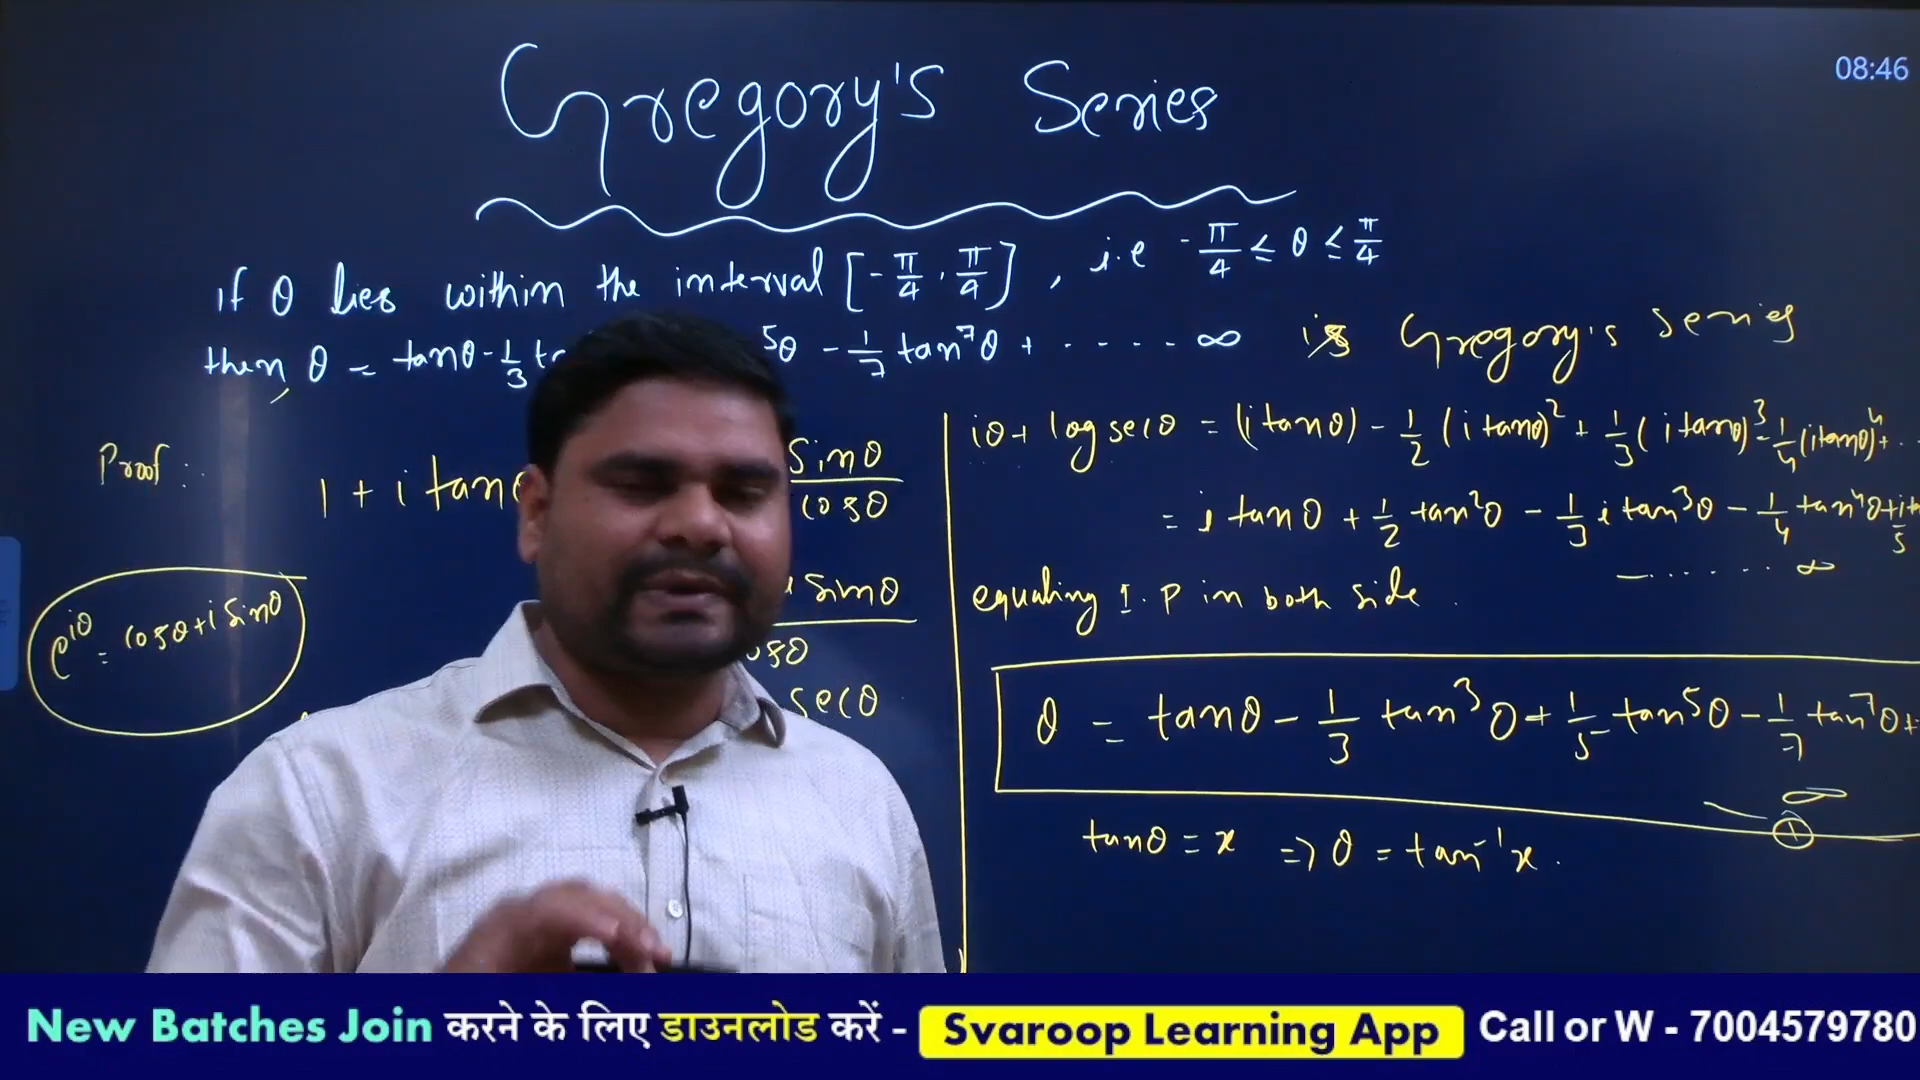 08:46
Gregory's Series
if θ lies within the interval [-π/4, π/4], i.e -π/4 ≤ θ ≤ π/4
then, θ = tanθ - 1/3 t 5θ - 1/7 tan⁷θ + ----- ∞ is Gregory's series
Proof :-
1 + i tan Sinθ / cosθ
e^iθ = cosθ + i Sinθ
Sinθ
secθ
iθ + log secθ = (i tanθ) - 1/2 (i tanθ)² + 1/3 (i tanθ)³ - 1/4 (i tanθ)⁴ + ..
= i tanθ + 1/2 tan²θ - 1/3 i tan³θ - 1/4 tan⁴θ + i/5
------- ∞
equaling I.P in both side.
θ = tanθ - 1/3 tan³θ + 1/5 tan⁵θ - 1/7 tan⁷θ +
①
tanθ = x => θ = tan⁻¹x.
New Batches Join करने के लिए डाउनलोड करें - Svaroop Learning App Call or W - 7004579780